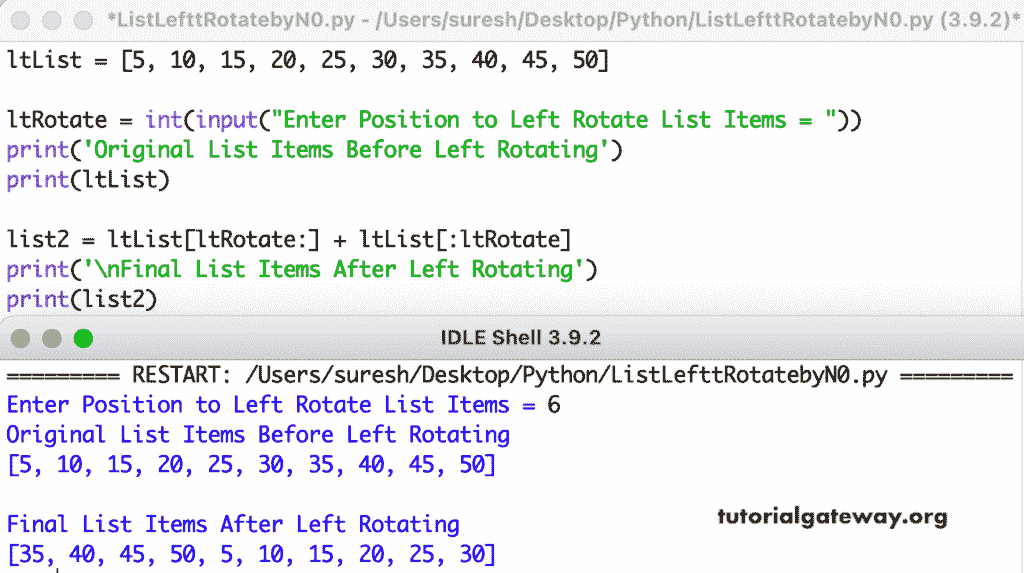 *ListLefttRotatebyN0.py - /Users/suresh/Desktop/Python/ListLefttRotatebyN0.py (3.9.2)*
ltList = [5, 10, 15, 20, 25, 30, 35, 40, 45, 50]
ltRotate = int(input("Enter Position to Left Rotate List Items = "))
print('Original List Items Before Left Rotating')
print(ltList)
list2 = ltList[ltRotate:] + ltList[:ltRotate]
print('\nFinal List Items After Left Rotating')
print(list2)
IDLE Shell 3.9.2
========= RESTART: /Users/suresh/Desktop/Python/ListLefttRotatebyN0.py =========
Enter Position to Left Rotate List Items = 6
Original List Items Before Left Rotating
[5, 10, 15, 20, 25, 30, 35, 40, 45, 50]
Final List Items After Left Rotating
tutorialgateway.org
[35, 40, 45, 50, 5, 10, 15, 20, 25, 30]